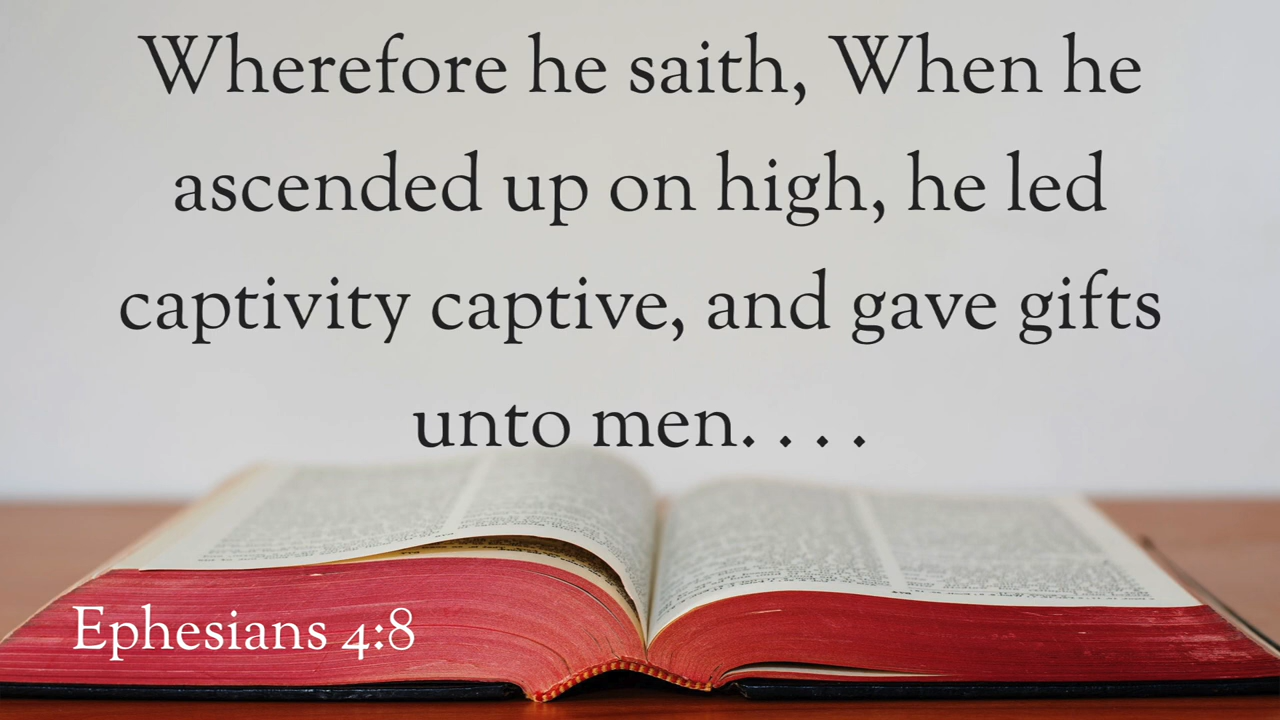 Wherefore he saith, When he
ascended up on high, he led
captivity captive, and gave gifts
unto men. . . .
Ephesians 4:8